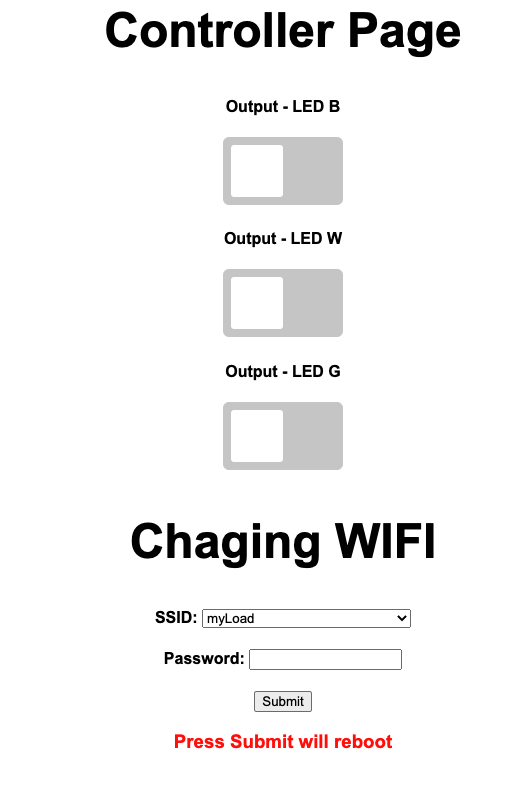 Controller Page
Output - LED B
Output - LED W
Output - LED G
Chaging WIFI
SSID: myLoad
Password:
Submit
Press Submit will reboot